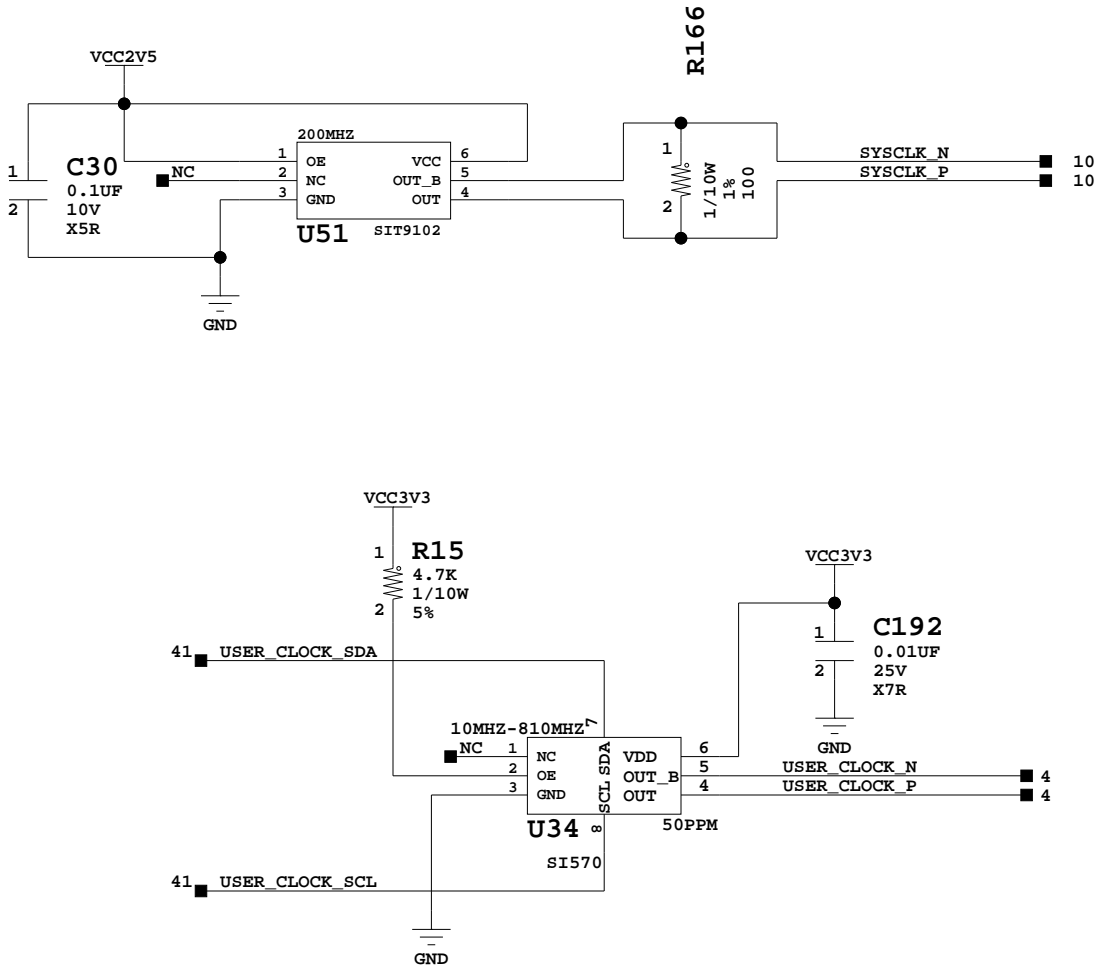 R166
VCC2V5
200MHZ
1
C30
0.1UF
10V
X5R
2
NC
1 OE VCC 6
2 NC OUT_B 5
3 GND OUT 4
U51
SIT9102
GND
1
2
1/10W
1%
100
SYSCLK_N 10
SYSCLK_P 10
VCC3V3
1
R15
4.7K
1/10W
5%
2
VCC3V3
1
C192
0.01UF
25V
X7R
2
GND
41 USER_CLOCK_SDA
10MHZ-810MHZ
7
NC
1 NC VDD 6
2 OE OUT_B 5
3 GND OUT 4
SCL SDA
U34
8
50PPM
SI570
USER_CLOCK_N 4
USER_CLOCK_P 4
41 USER_CLOCK_SCL
GND